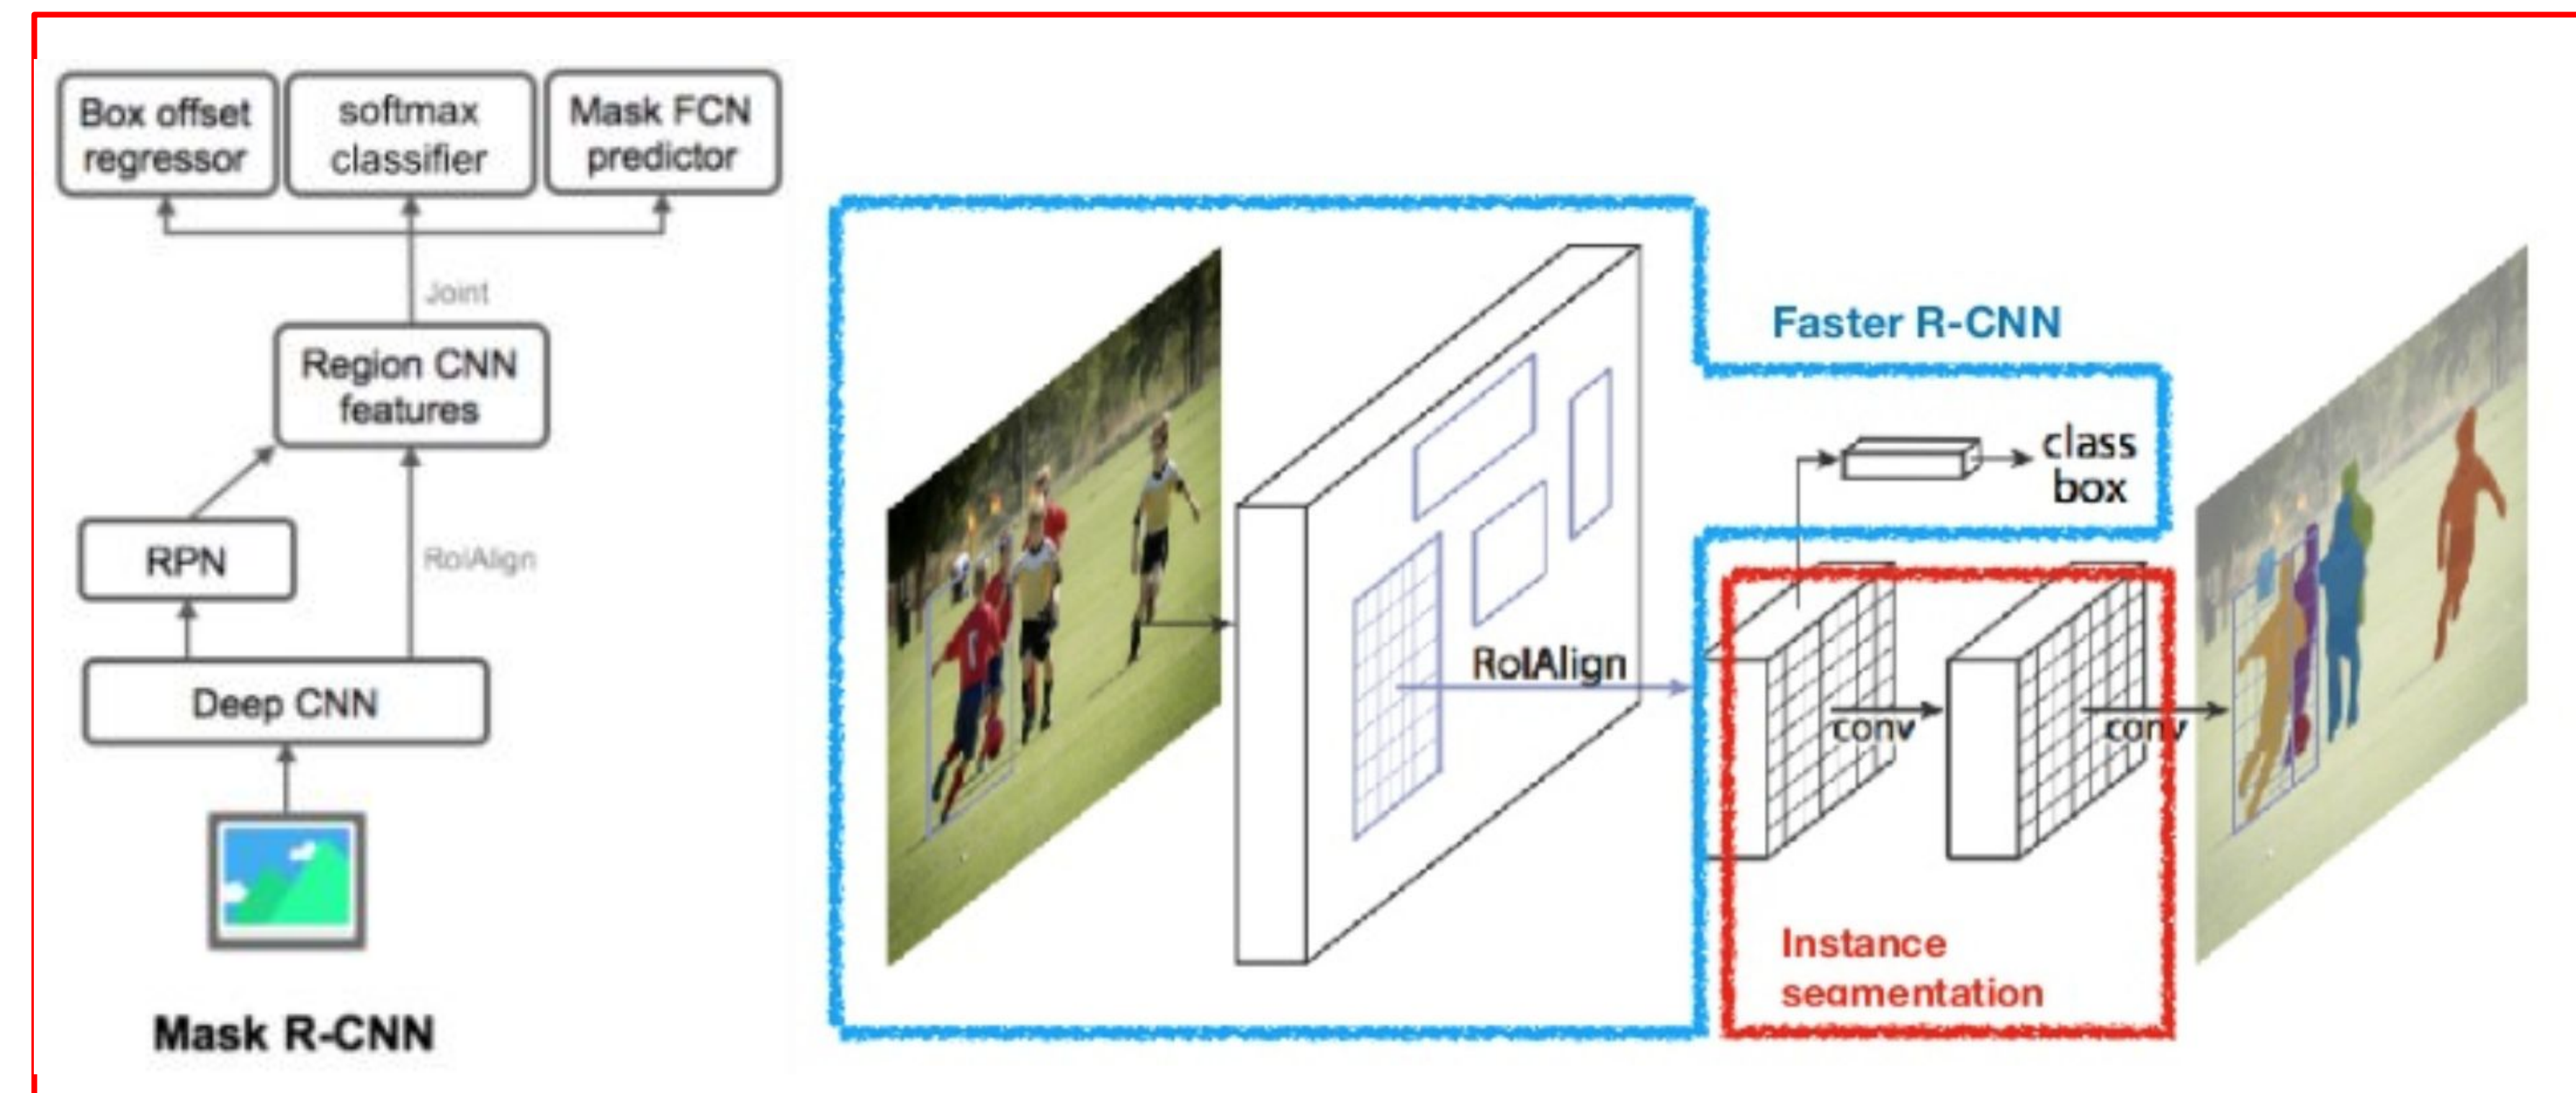 Box offset
regressor
softmax
classifier
Mask FCN
predictor
Joint
Region CNN
features
RPN
RoIAlign
Deep CNN
Mask R-CNN
Faster R-CNN
class
box
RoIAlign
conv
conv
Instance
segmentation